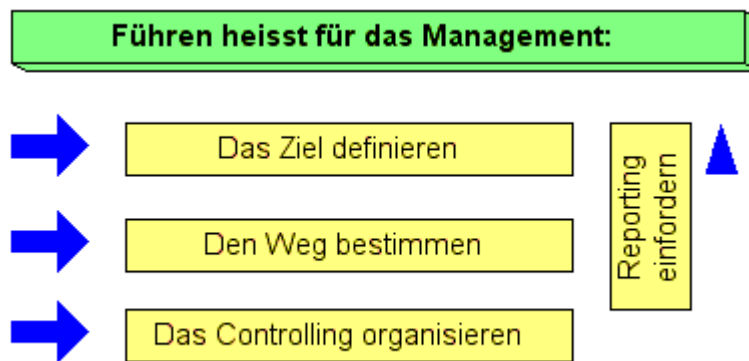 Führen heisst für das Management:
Das Ziel definieren
Den Weg bestimmen
Das Controlling organisieren
Reporting
einfordern